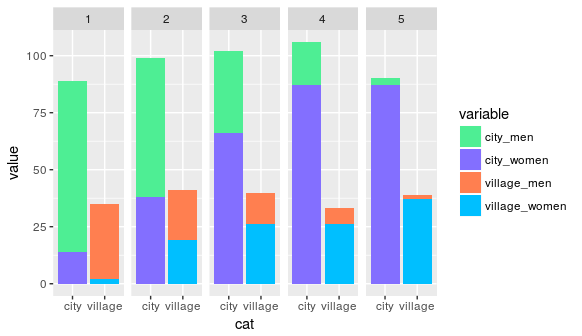 1 2 3 4 5
100
75
50
25
0
value
city village city village city village city village city village
cat
variable
city_men
city_women
village_men
village_women